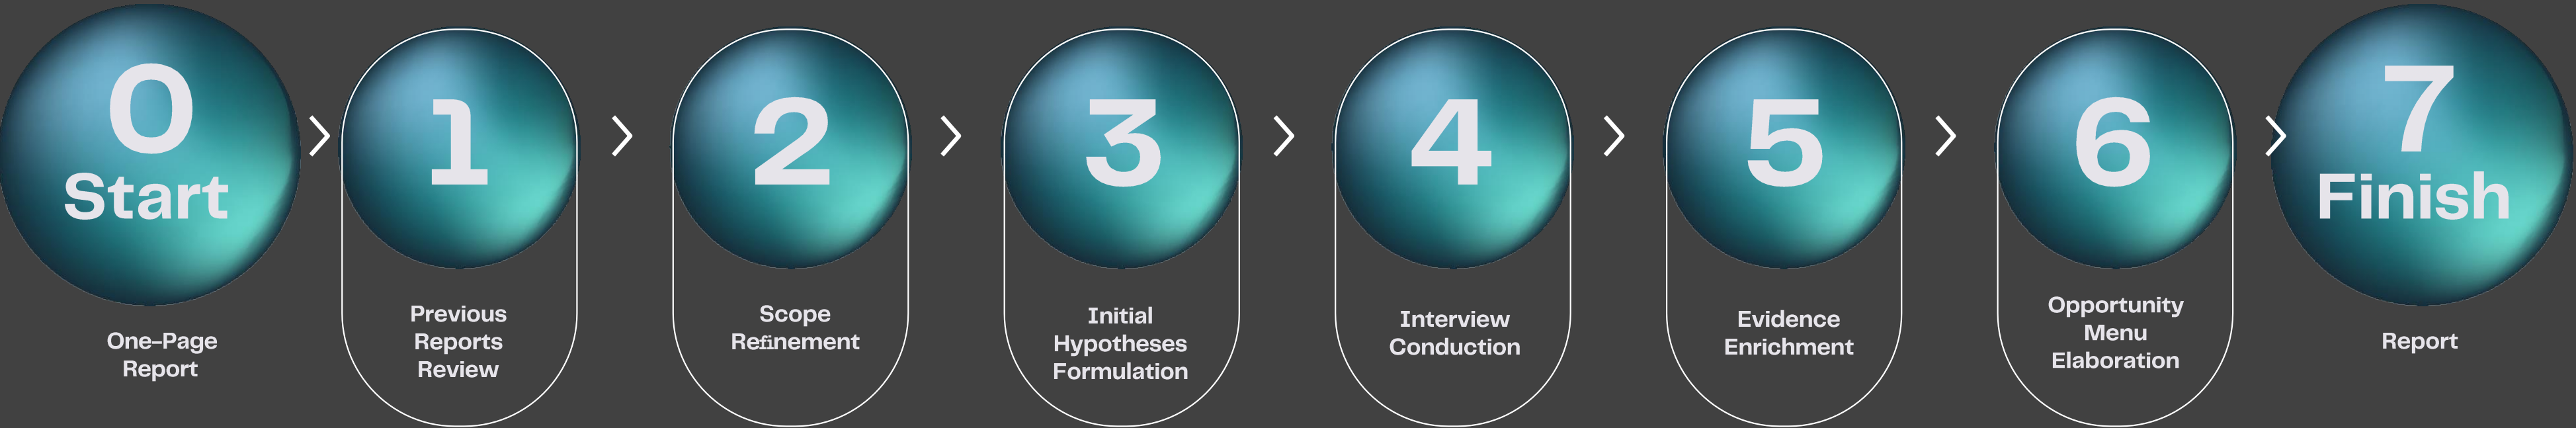 0
Start
One-Page
Report
1
Previous
Reports
Review
2
Scope
Refinement
3
Initial
Hypotheses
Formulation
4
Interview
Conduction
5
Evidence
Enrichment
6
Opportunity
Menu
Elaboration
7
Finish
Report